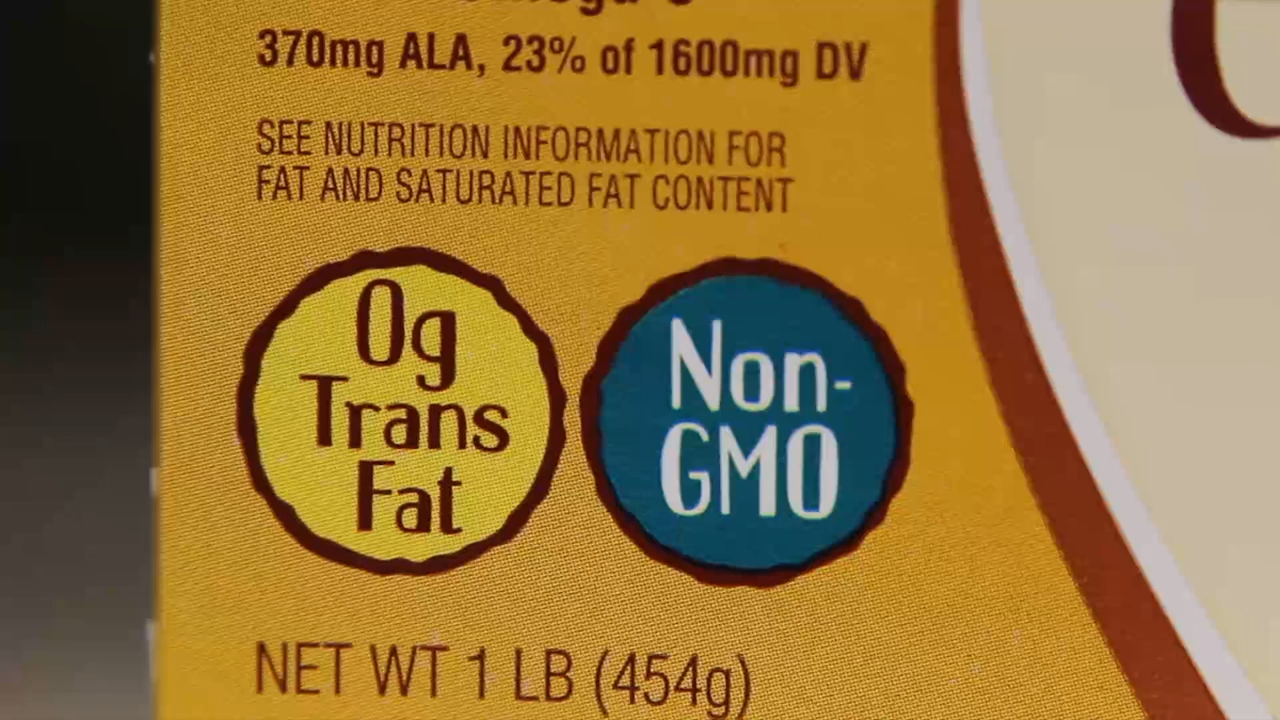 370mg ALA, 23% of 1600mg DV
SEE NUTRITION INFORMATION FOR
FAT AND SATURATED FAT CONTENT
0g
Trans
Fat
Non-
GMO
NET WT 1 LB (454g)